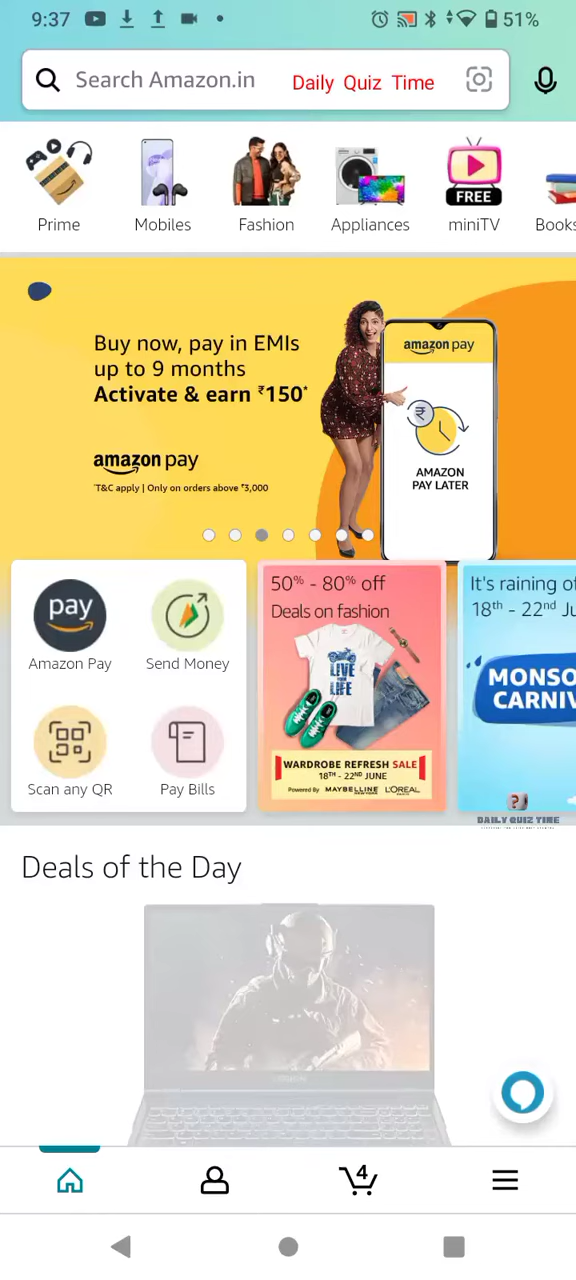 9:37
51%
Search Amazon.in
Daily Quiz Time
Prime
Mobiles
Fashion
Appliances
FREE
miniTV
Books
Buy now, pay in EMIs
up to 9 months
Activate & earn ₹150*
amazon pay
*T&C apply | Only on orders above ₹3,000
amazon pay
AMAZON
PAY LATER
pay
Amazon Pay
Send Money
Scan any QR
Pay Bills
50% - 80% off
Deals on fashion
LIVE
LIFE
WARDROBE REFRESH SALE
18TH - 22ND JUNE
Powered By MAYBELLINE NEW YORK L'ORÉAL PARIS
It's raining of
18th - 22nd Ju
MONSO
CARNIV
DAILY QUIZ TIME
Deals of the Day
4